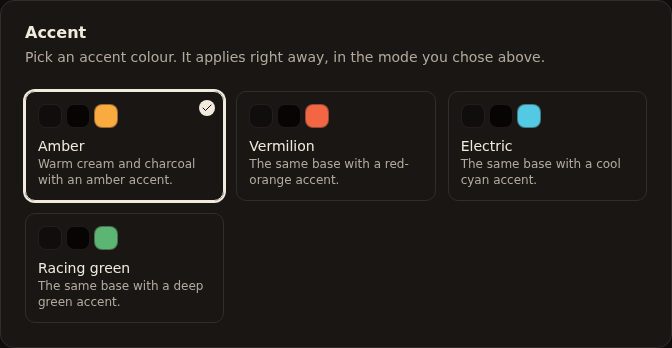 Accent
Pick an accent colour. It applies right away, in the mode you chose above.
Amber
Warm cream and charcoal
with an amber accent.
Vermilion
The same base with a red-
orange accent.
Electric
The same base with a cool
cyan accent.
Racing green
The same base with a deep
green accent.